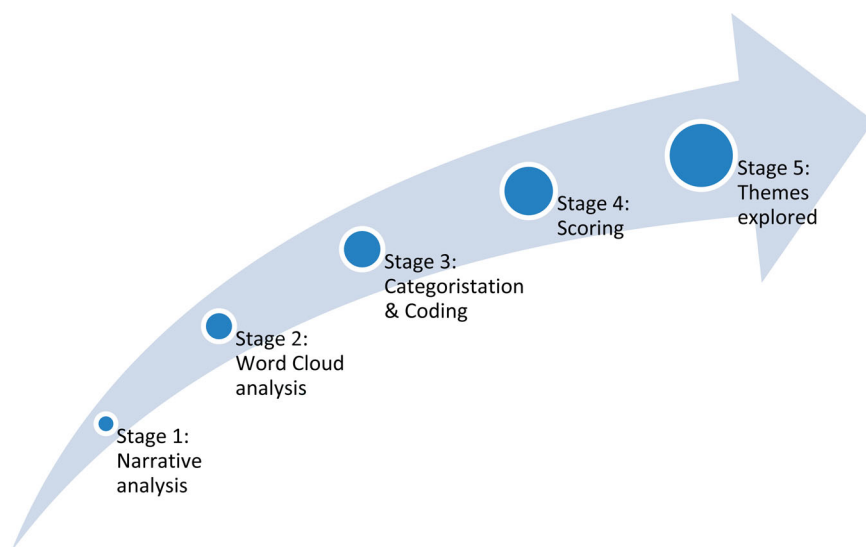 Stage 1:
Narrative
analysis
Stage 2:
Word Cloud
analysis
Stage 3:
Categoristation
& Coding
Stage 4:
Scoring
Stage 5:
Themes
explored